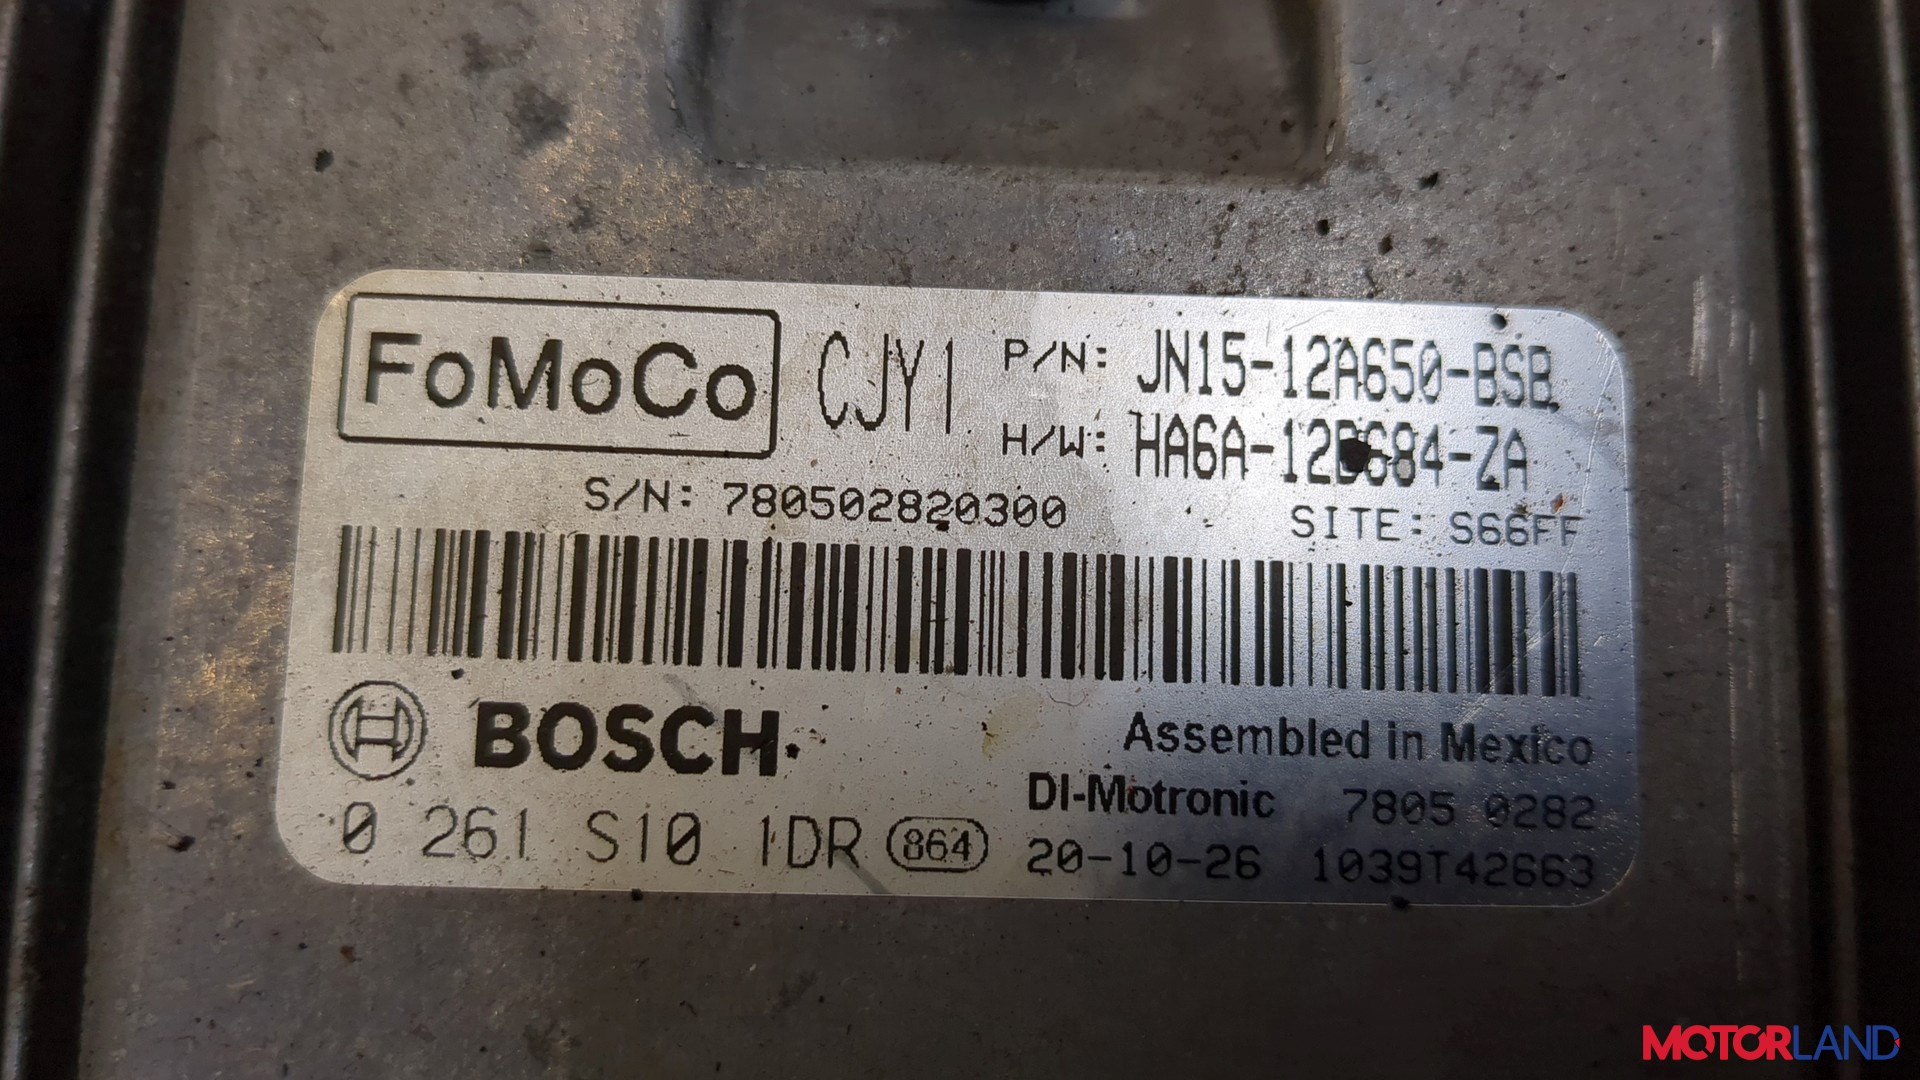 FoMoCo CJY1 P/N: JN15-12A650-BSB
H/W: HA6A-12B684-ZA
S/N: 780502820300 SITE: S66FF
BOSCH
Assembled in Mexico
DI-Motronic 7805 0282
0 261 S10 1DR 864 20-10-26 1039T42663
MOTORLAND